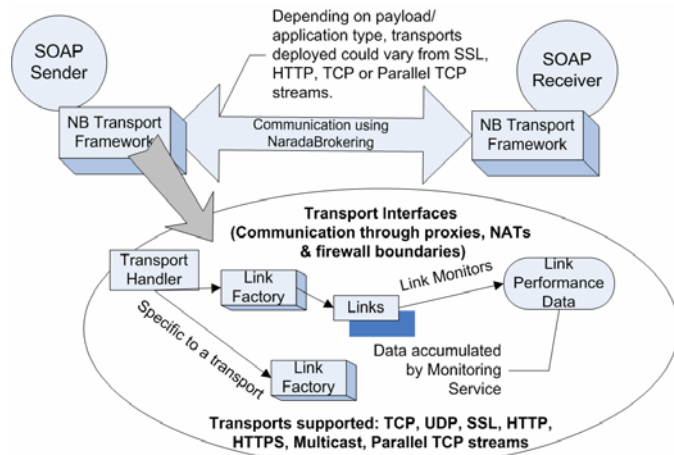 Depending on payload/
application type, transports
deployed could vary from SSL,
HTTP, TCP or Parallel TCP
streams.
SOAP
Sender
SOAP
Receiver
NB Transport
Framework
Communication using
NaradaBrokering
NB Transport
Framework
Transport Interfaces
(Communication through proxies, NATs
& firewall boundaries)
Transport
Handler
Link
Factory
Links
Link Monitors
Link
Performance
Data
Specific to a transport
Link
Factory
Data accumulated
by Monitoring
Service
Transports supported: TCP, UDP, SSL, HTTP,
HTTPS, Multicast, Parallel TCP streams